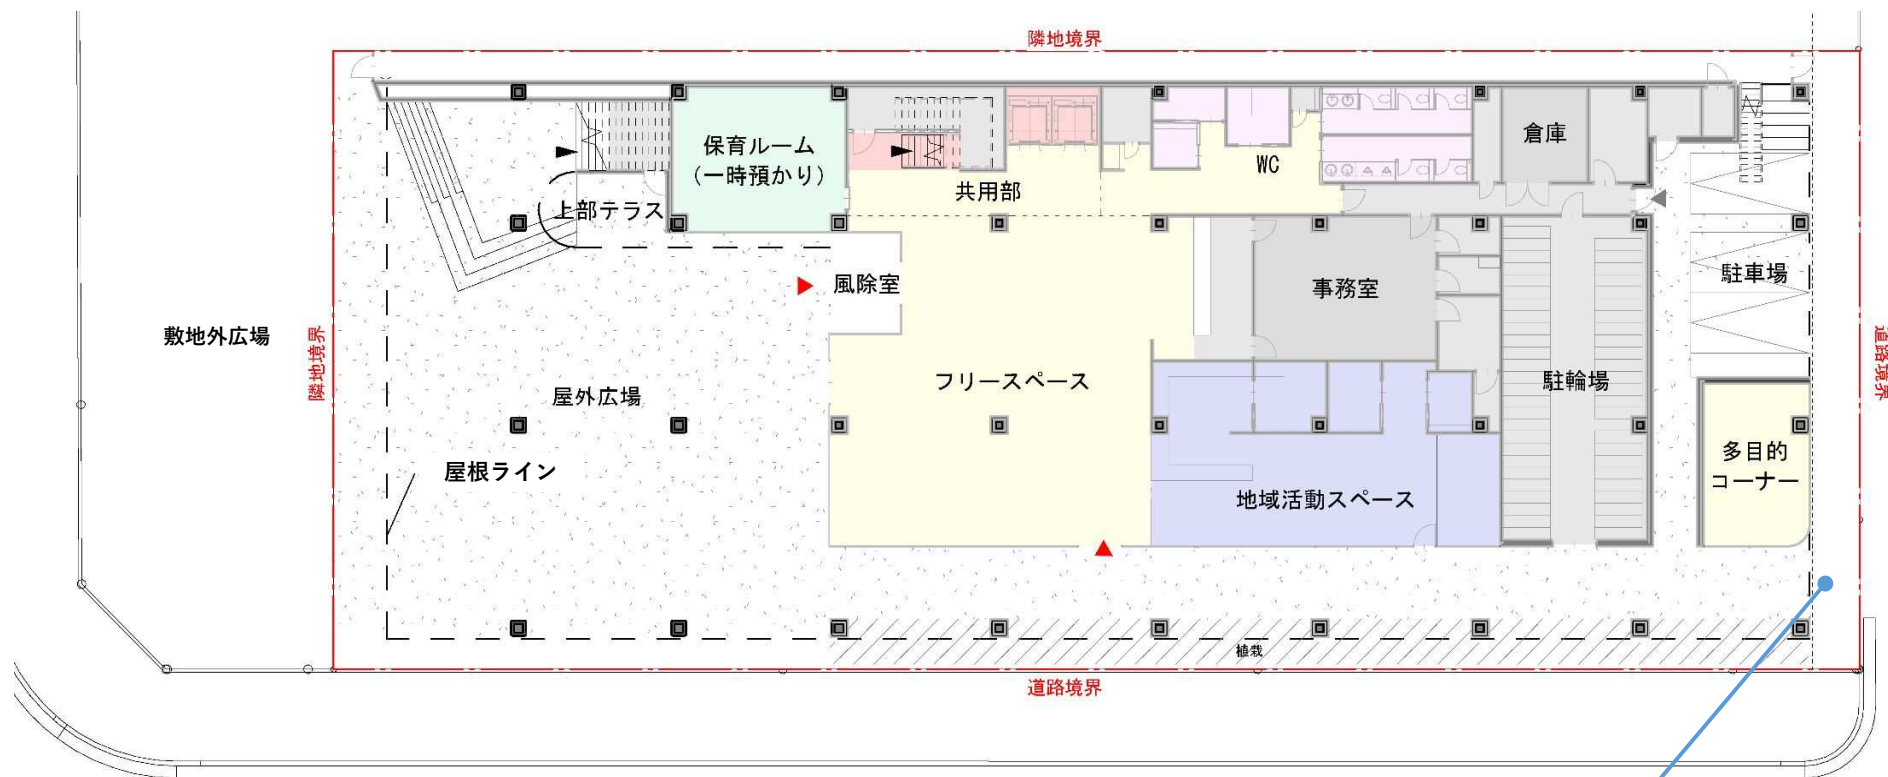 隣地境界
保育ルーム
（一時預かり）
倉庫
WC
共用部
上部テラス
風除室
事務室
駐車場
敷地外広場
隣地境界
道路境界
屋外広場
フリースペース
駐輪場
屋根ライン
多目的
コーナー
地域活動スペース
植栽
道路境界